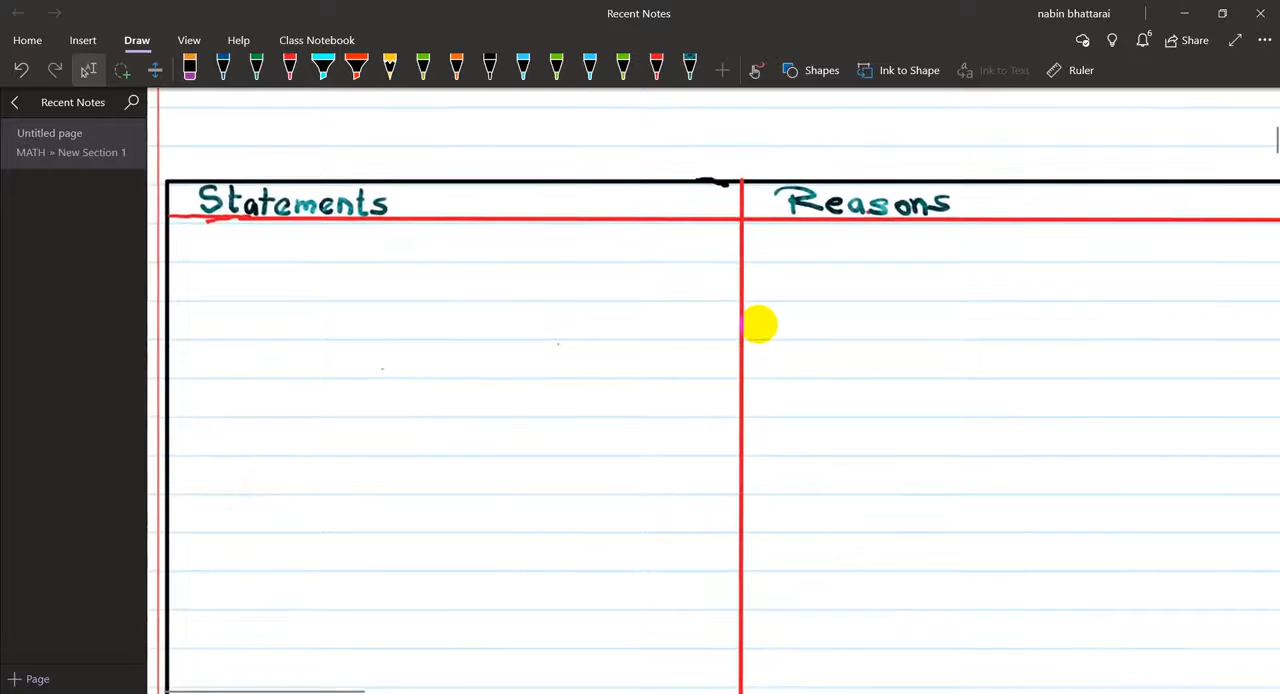 Recent Notes
nabin bhattarai
Home Insert Draw View Help Class Notebook
Share
Shapes Ink to Shape Ink to Text Ruler
Recent Notes
Untitled page
MATH » New Section 1
Statements Reasons
Page
6